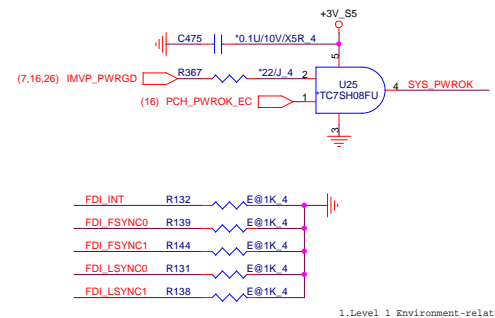 +3V_S5
C475 *0.1U/10V/X5R_4
5
(7,16,26) IMVP_PWRGD R367 *22/J_4 2
U25 4 SYS_PWROK
*TC7SH08FU
(16) PCH_PWROK_EC 1
3
FDI_INT R132 E@1K_4
FDI_FSYNC0 R139 E@1K_4
FDI_FSYNC1 R144 E@1K_4
FDI_LSYNC0 R131 E@1K_4
FDI_LSYNC1 R138 E@1K_4
1.Level 1 Environment-relat